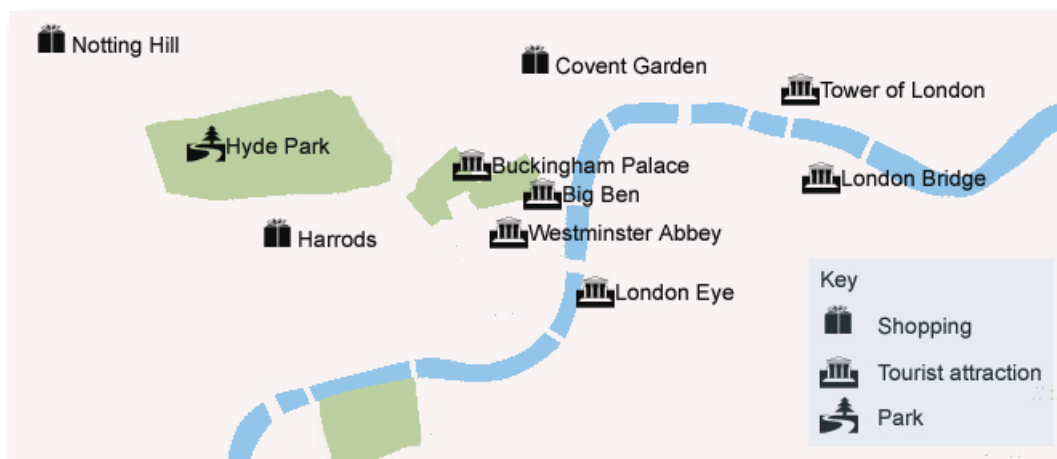 Notting Hill
Covent Garden
Tower of London
Hyde Park
Buckingham Palace
London Bridge
Big Ben
Westminster Abbey
Harrods
London Eye
Key
Shopping
Tourist attraction
Park